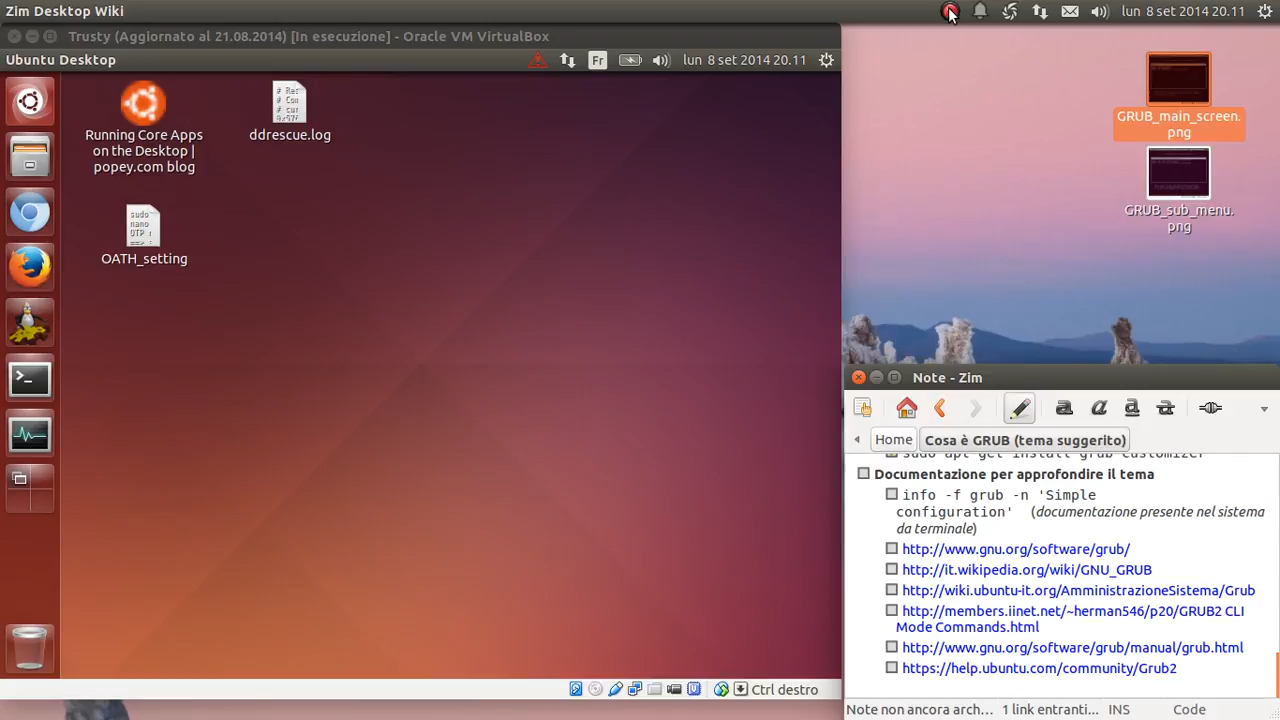 Zim Desktop Wiki
lun 8 set 2014 20.11
Trusty (Aggiornato al 21.08.2014) [In esecuzione] - Oracle VM VirtualBox
Ubuntu Desktop
Fr
lun 8 set 2014 20.11
Running Core Apps
on the Desktop |
popey.com blog
ddrescue.log
OATH_setting
GRUB_main_screen.
png
GRUB_sub_menu.
png
Ctrl destro
Note - Zim
Home
Cosa è GRUB (tema suggerito)
sudo apt-get install grub-customizer
Documentazione per approfondire il tema
info -f grub -n 'Simple
configuration' (documentazione presente nel sistema
da terminale)
http://www.gnu.org/software/grub/
http://it.wikipedia.org/wiki/GNU_GRUB
http://wiki.ubuntu-it.org/AmministrazioneSistema/Grub
http://members.iinet.net/~herman546/p20/GRUB2 CLI
Mode Commands.html
http://www.gnu.org/software/grub/manual/grub.html
https://help.ubuntu.com/community/Grub2
Note non ancora arch...
1 link entranti...
INS
Code